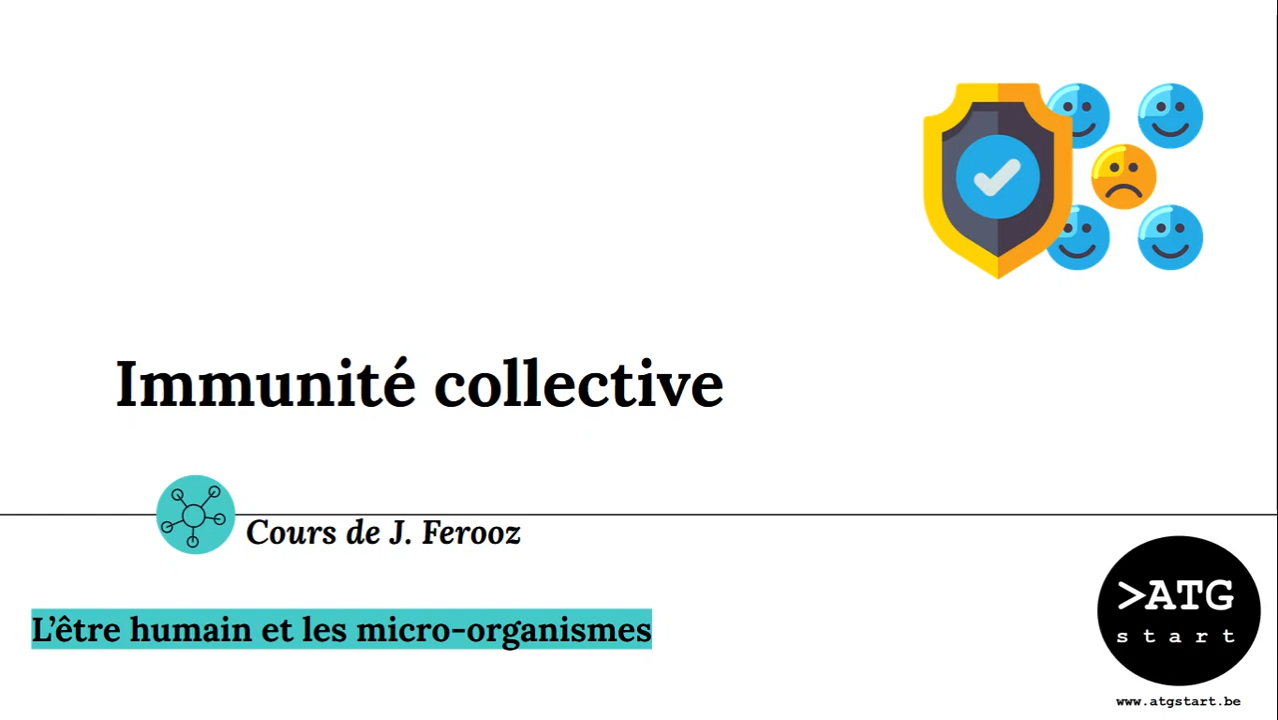 Immunité collective
Cours de J. Ferooz
L’être humain et les micro-organismes
>ATG
start
www.atgstart.be